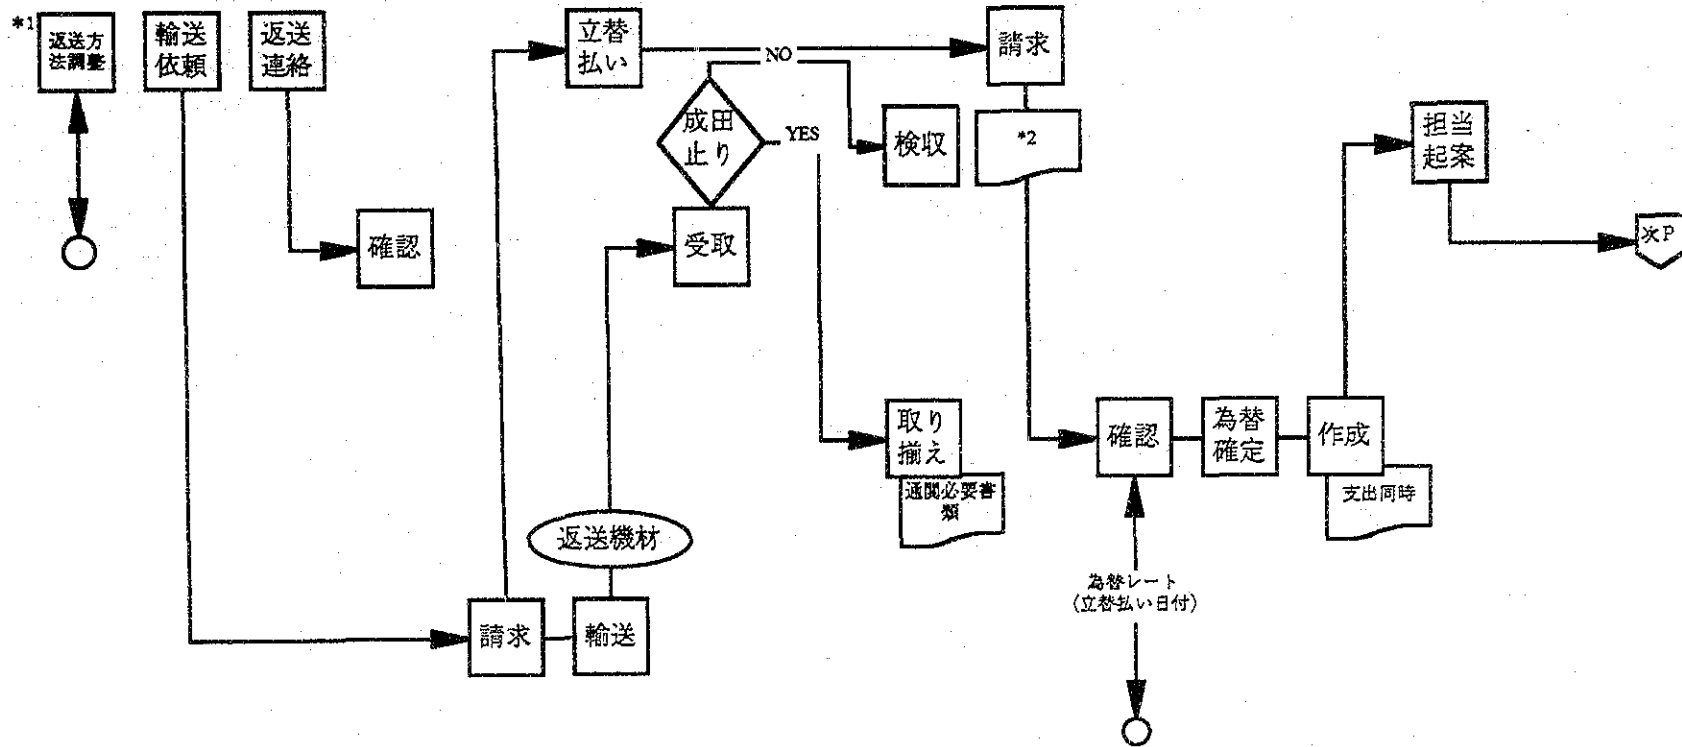 *1
返送方
法調整
輸送
依頼
返送
連絡
確認
立替
払い
NO
成田
止り
YES
受取
検収
請求
*2
取り
揃え
通関必要書
類
返送機材
請求
輸送
確認
為替
確定
作成
支出同時
為替レート
(立替払い日付)
担当
起案
次P